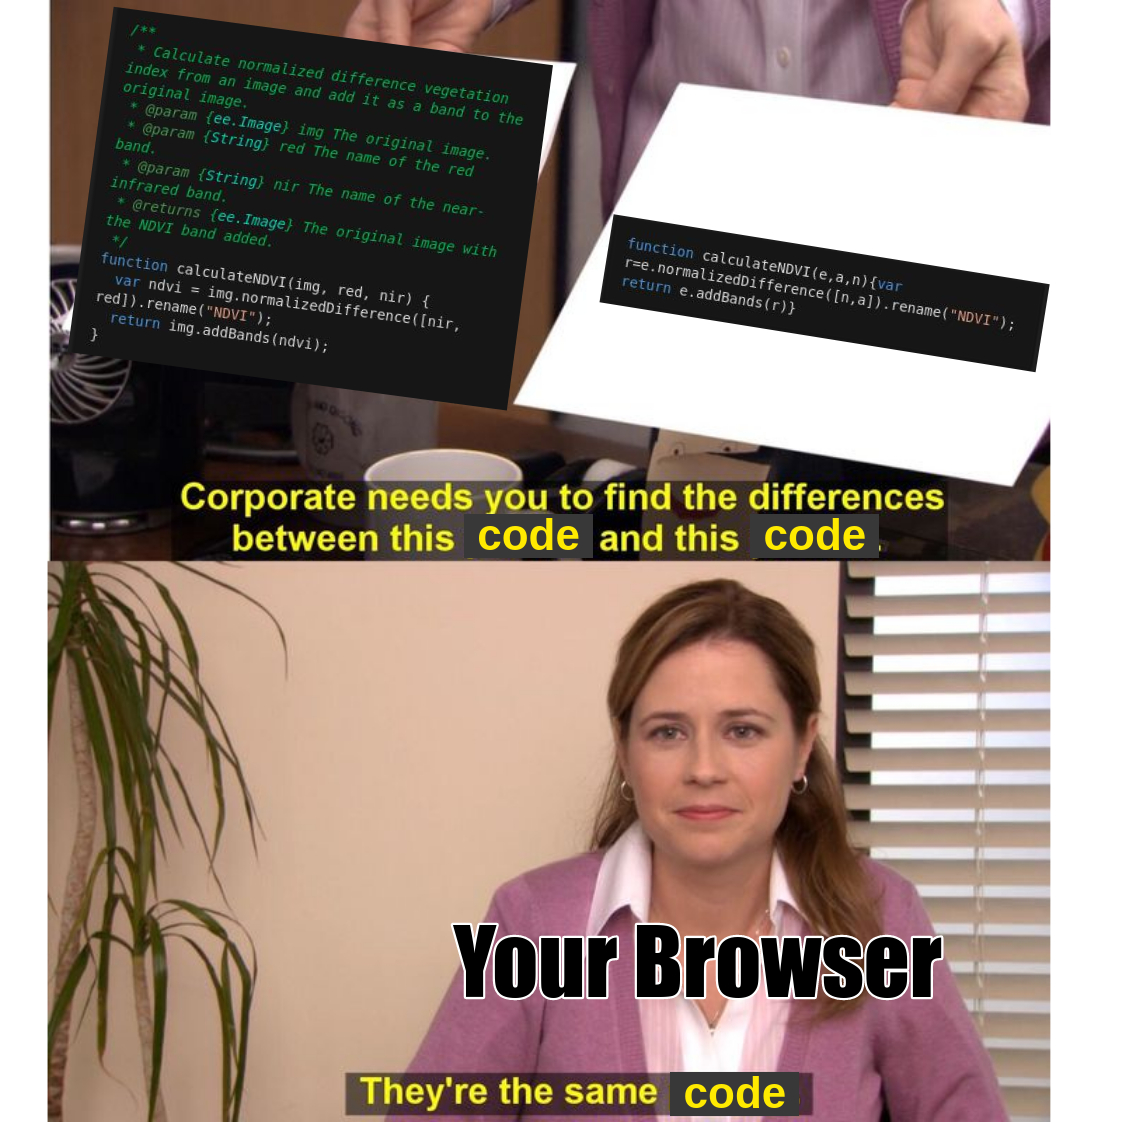 /**
* Calculate normalized difference vegetation
index from an image and add it as a band to the
original image.
* @param {ee.Image} img The original image.
* @param {String} red The name of the red
band.
* @param {String} nir The name of the near-
infrared band.
* @returns {ee.Image} The original image with
the NDVI band added.
*/
function calculateNDVI(img, red, nir) {
var ndvi = img.normalizedDifference([nir,
red]).rename("NDVI");
return img.addBands(ndvi);
}
function calculateNDVI(e,a,n){var
r=e.normalizedDifference([n,a]).rename("NDVI");
return e.addBands(r)}
Corporate needs you to find the differences
between this code and this code.
Your Browser
They're the same code